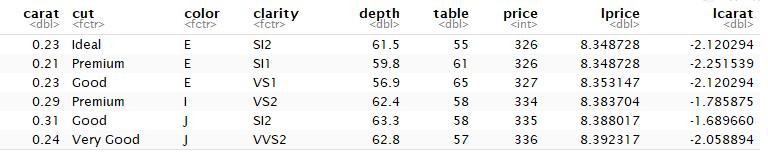 carat cut color clarity depth table price lprice lcarat
<dbl> <fctr> <fctr> <fctr> <dbl> <dbl> <int> <dbl> <dbl>
0.23 Ideal E SI2 61.5 55 326 8.348728 -2.120294
0.21 Premium E SI1 59.8 61 326 8.348728 -2.251539
0.23 Good E VS1 56.9 65 327 8.353147 -2.120294
0.29 Premium I VS2 62.4 58 334 8.383704 -1.785875
0.31 Good J SI2 63.3 58 335 8.388017 -1.689660
0.24 Very Good J VVS2 62.8 57 336 8.392317 -2.058894